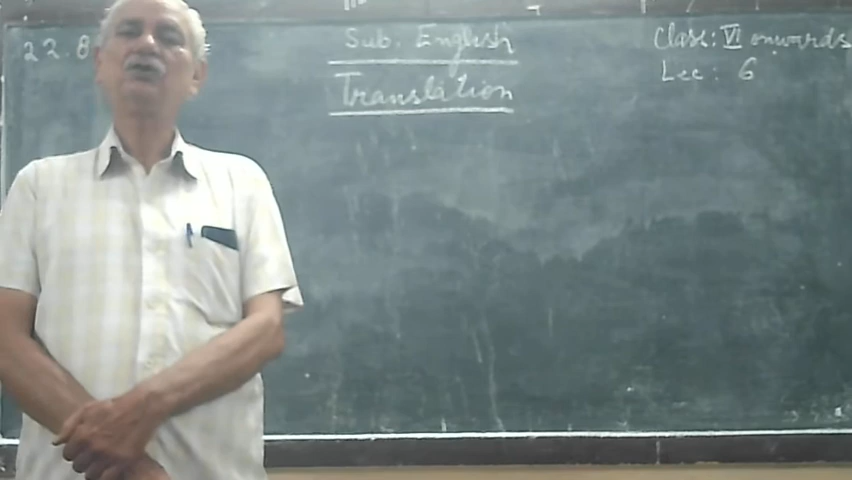 22.8
Sub. English
Translation
Class: VI onwards
Lec: 6